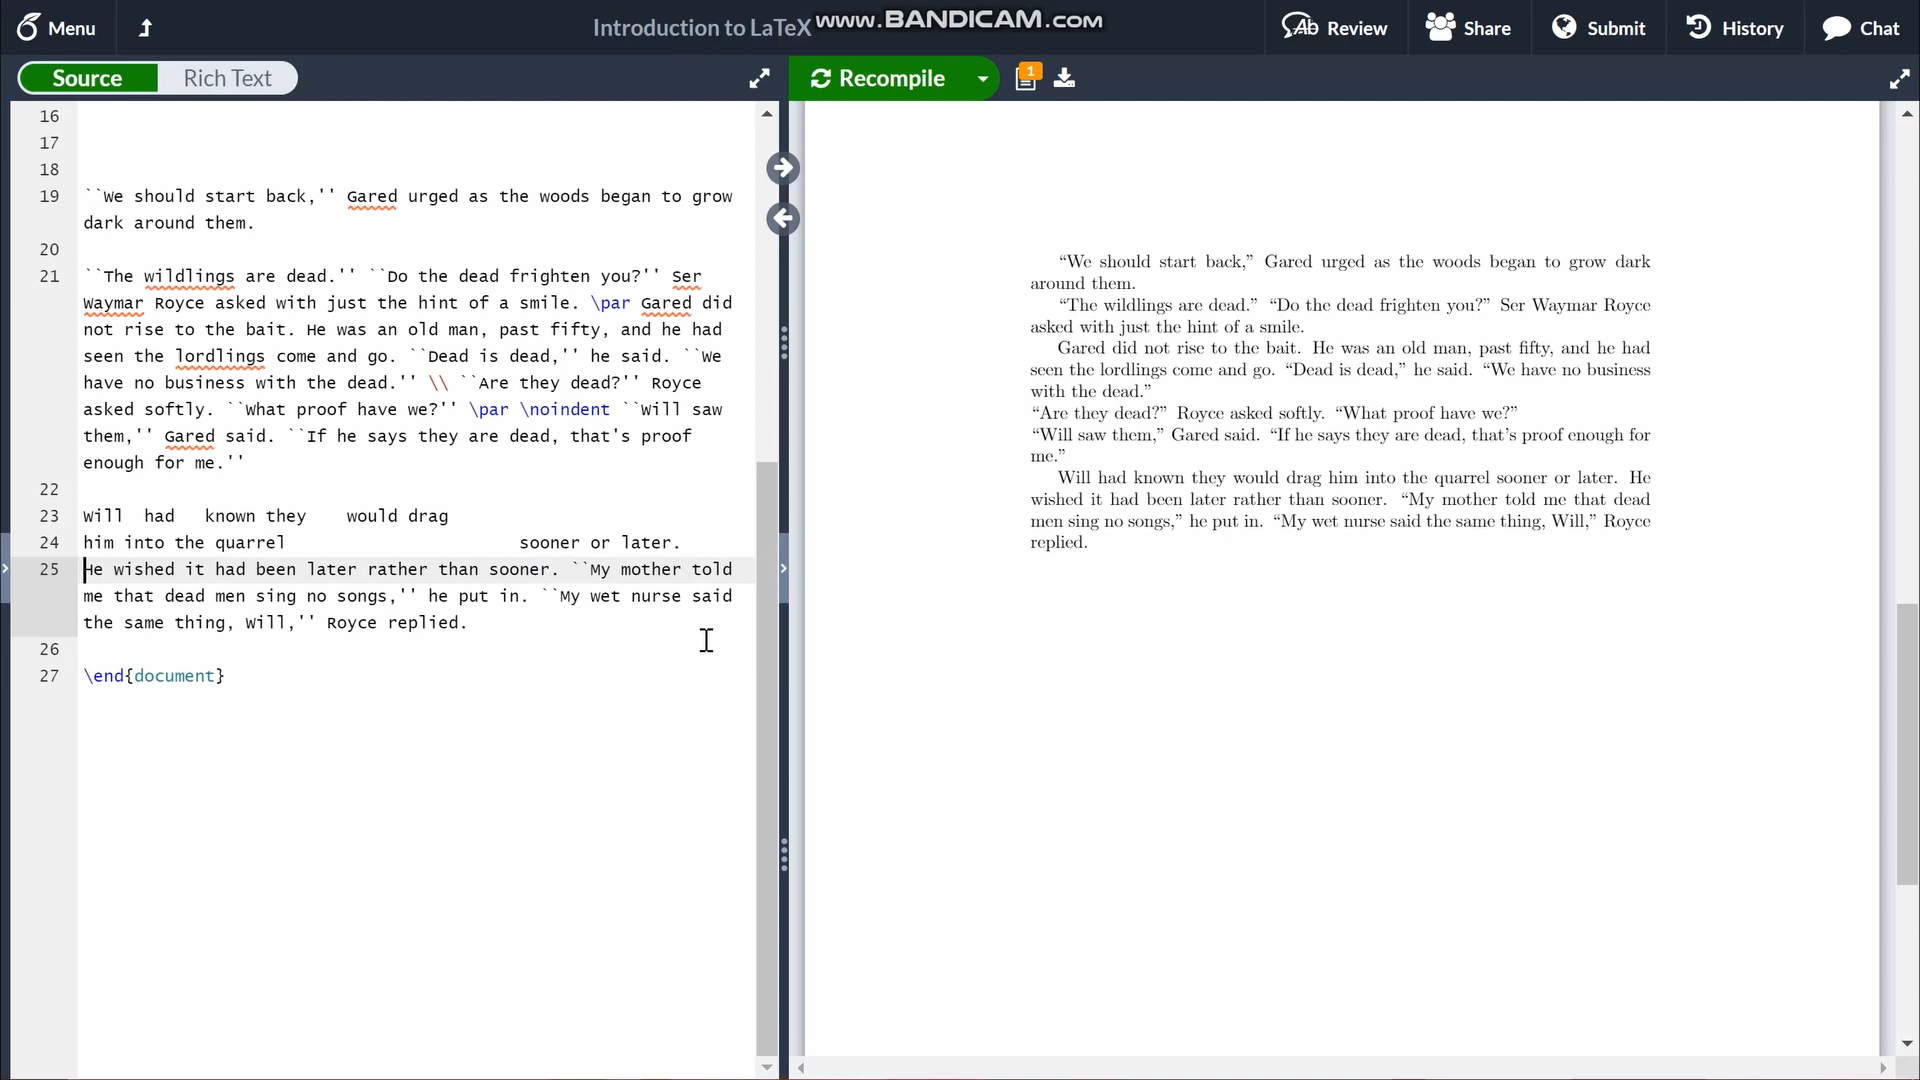 Menu
Introduction to LaTeX
www.BANDICAM.com
Review
Share
Submit
History
Chat
Source
Rich Text
Recompile
1
16
17
18
19 ``We should start back,'' Gared urged as the woods began to grow
dark around them.
20
21 ``The wildlings are dead.'' ``Do the dead frighten you?'' Ser
Waymar Royce asked with just the hint of a smile. \par Gared did
not rise to the bait. He was an old man, past fifty, and he had
seen the lordlings come and go. ``Dead is dead,'' he said. ``We
have no business with the dead.'' \\ ``Are they dead?'' Royce
asked softly. ``What proof have we?'' \par \noindent ``Will saw
them,'' Gared said. ``If he says they are dead, that's proof
enough for me.''
22
23 Will  had   known they    would drag
24 him into the quarrel                       sooner or later.
25 He wished it had been later rather than sooner. ``My mother told
me that dead men sing no songs,'' he put in. ``My wet nurse said
the same thing, Will,'' Royce replied.
26
27 \end{document}
“We should start back,” Gared urged as the woods began to grow dark
around them.
“The wildlings are dead.” “Do the dead frighten you?” Ser Waymar Royce
asked with just the hint of a smile.
Gared did not rise to the bait. He was an old man, past fifty, and he had
seen the lordlings come and go. “Dead is dead,” he said. “We have no business
with the dead.”
“Are they dead?” Royce asked softly. “What proof have we?”
“Will saw them,” Gared said. “If he says they are dead, that’s proof enough for
me.”
Will had known they would drag him into the quarrel sooner or later. He
wished it had been later rather than sooner. “My mother told me that dead
men sing no songs,” he put in. “My wet nurse said the same thing, Will,” Royce
replied.